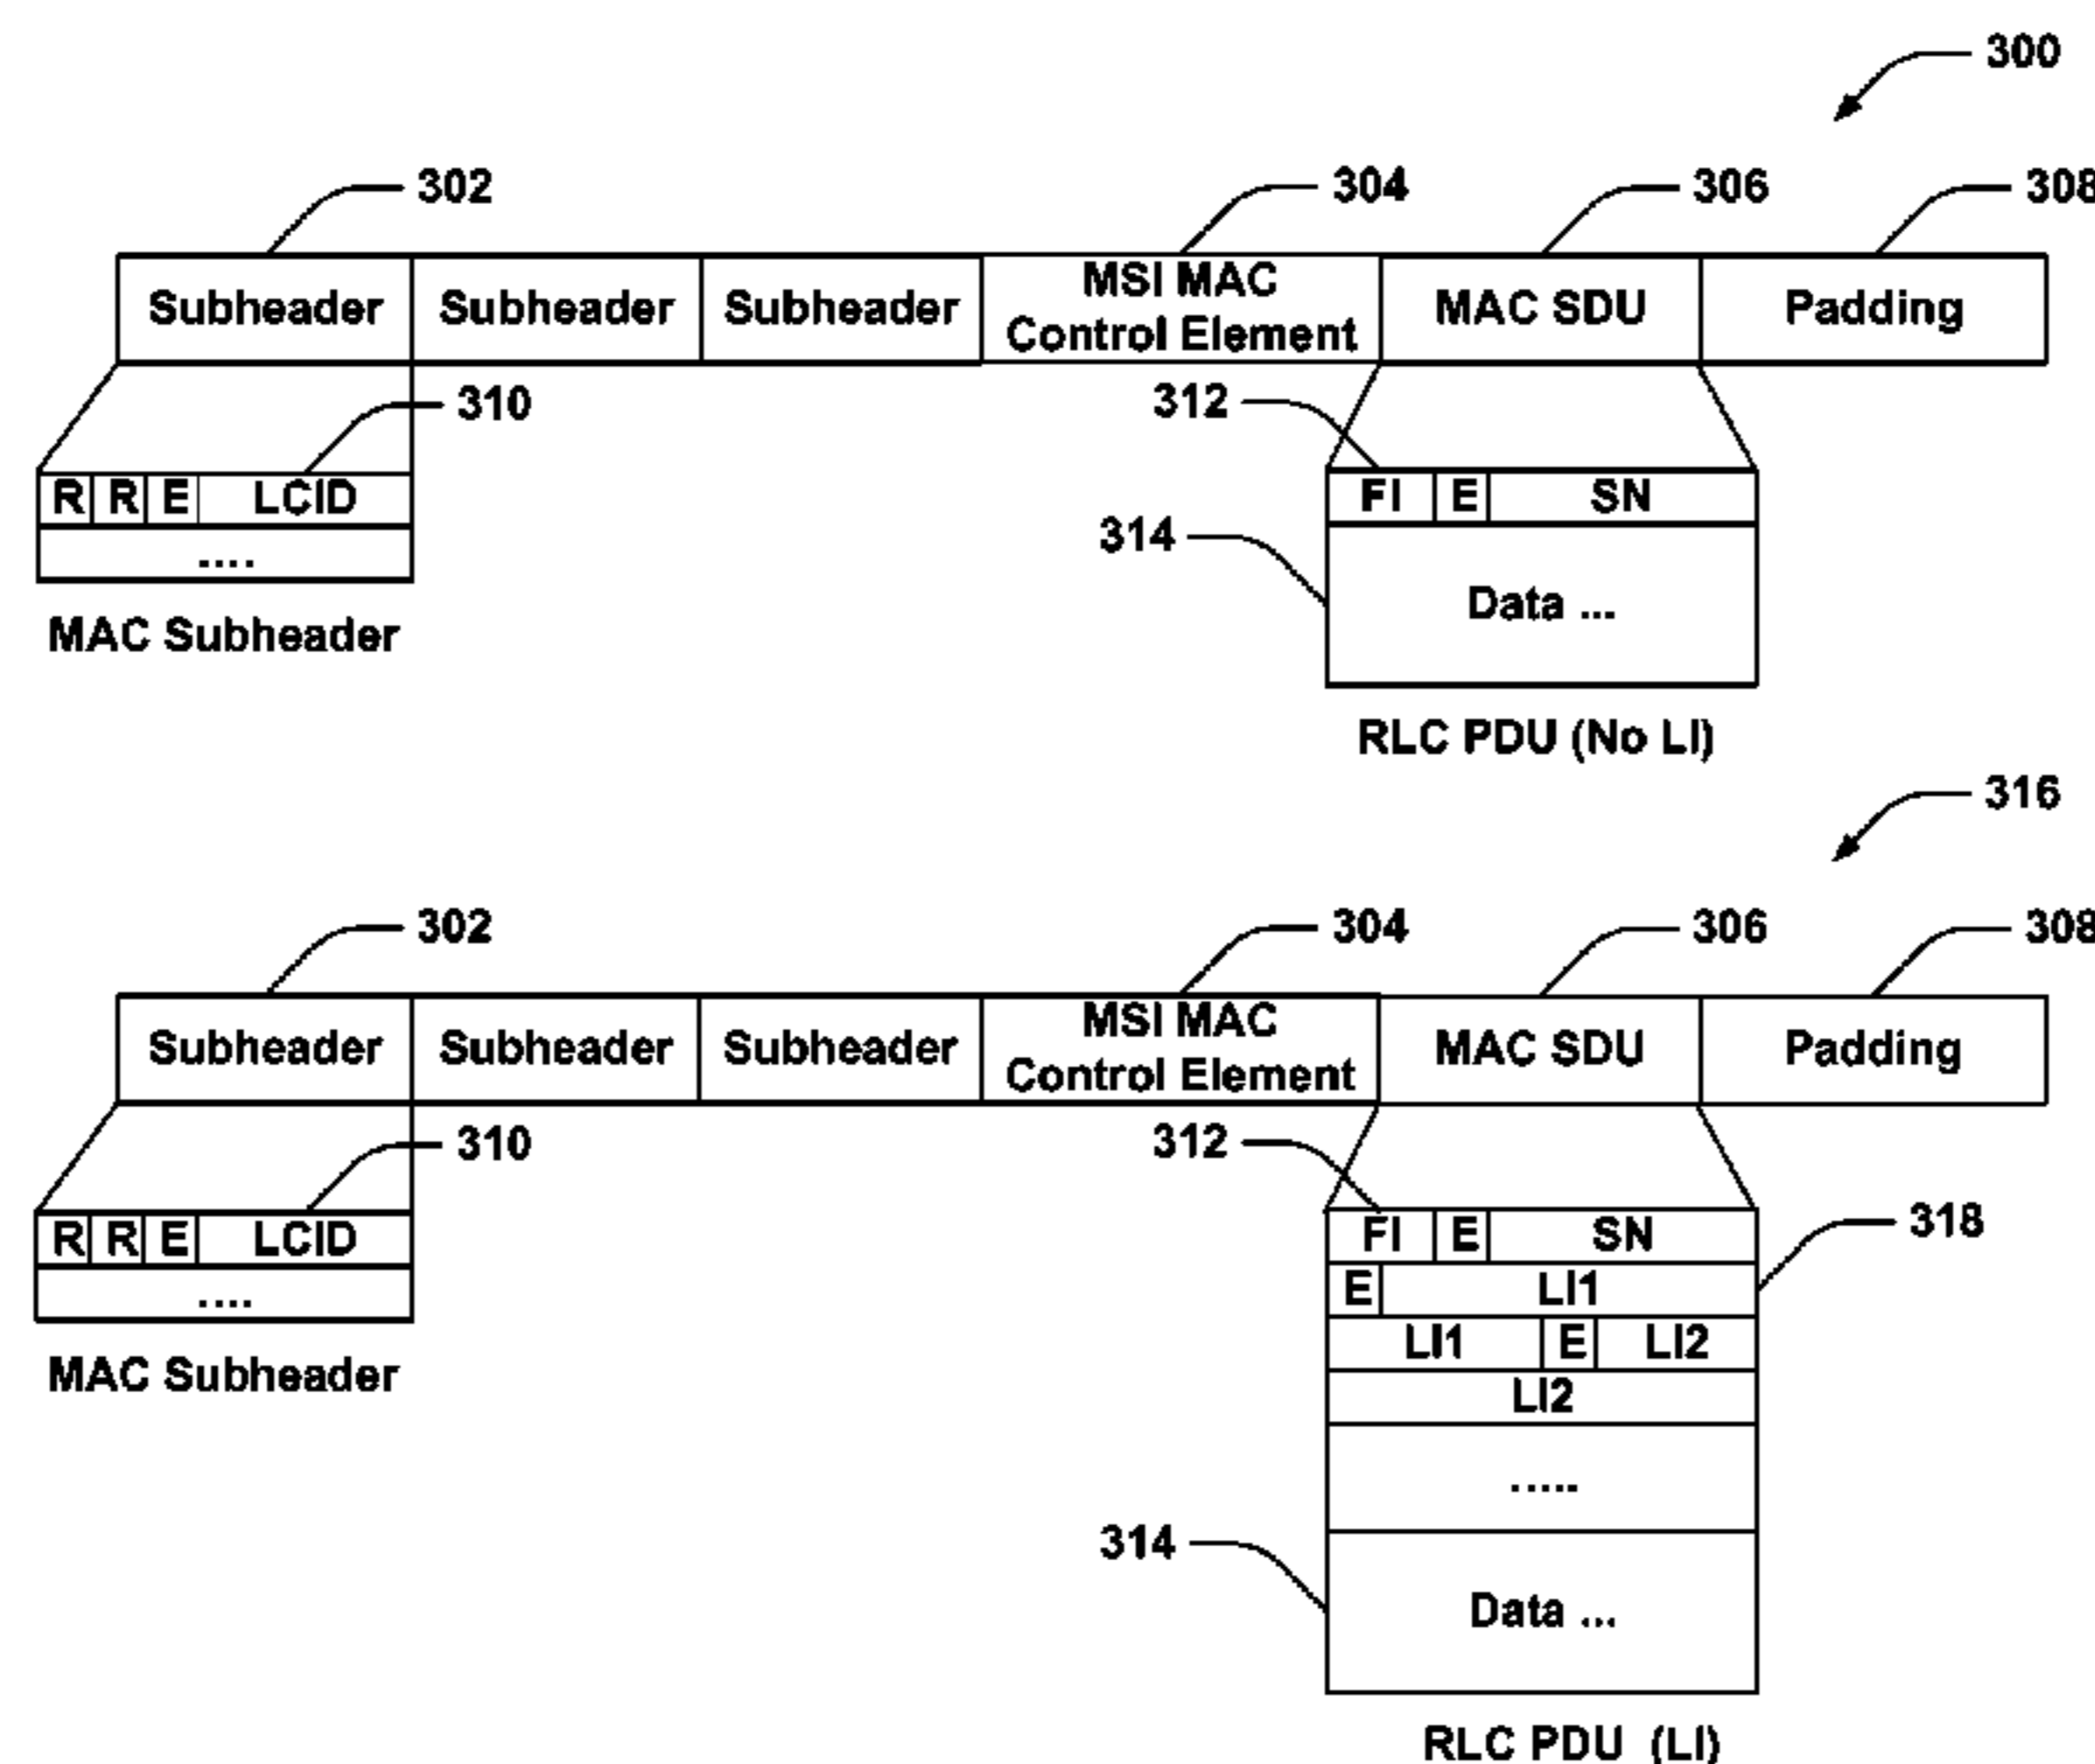 300
302
304
306
308
Subheader
Subheader
Subheader
MSI MAC
Control Element
MAC SDU
Padding
310
312
R R E LCID
....
MAC Subheader
FI E SN
314
Data ...
RLC PDU (No LI)
316
302
304
306
308
Subheader
Subheader
Subheader
MSI MAC
Control Element
MAC SDU
Padding
310
312
R R E LCID
....
MAC Subheader
FI E SN
318
E LI1
LI1 E LI2
LI2
.....
314
Data ...
RLC PDU (LI)